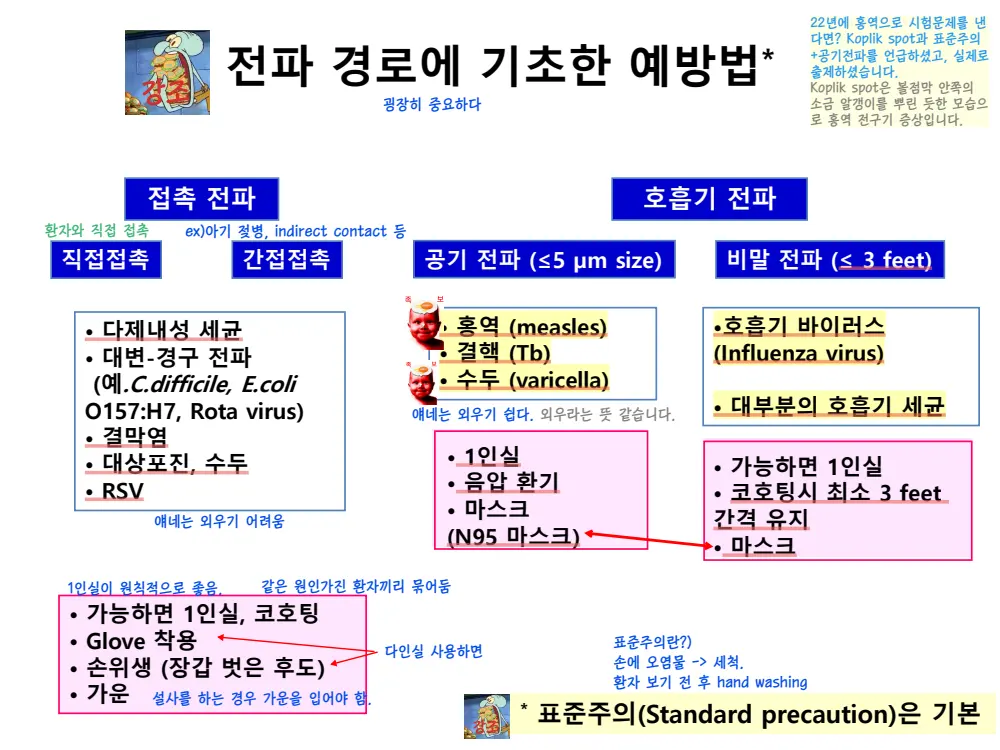 22년에 홍역으로 시험문제를 낸
다면? Koplik spot과 표준주의
+공기전파를 언급하셨고, 실제로
출제하셨습니다.
Koplik spot은 볼점막 안쪽의
소금 알갱이를 뿌린 듯한 모습으
로 홍역 전구기 증상입니다.
강조
전파 경로에 기초한 예방법*
굉장히 중요하다
접촉 전파
호흡기 전파
환자와 직접 접촉
ex)아기 젖병, indirect contact 등
직접접촉
간접접촉
공기 전파 (≤5 μm size)
비말 전파 (≤ 3 feet)
• 다제내성 세균
• 대변-경구 전파
(예.C.difficile, E.coli
O157:H7, Rota virus)
• 결막염
• 대상포진, 수두
• RSV
얘네는 외우기 어려움
족 보
• 홍역 (measles)
• 결핵 (Tb)
족 보
• 수두 (varicella)
얘네는 외우기 쉽다. 외우라는 뜻 같습니다.
•호흡기 바이러스
(Influenza virus)
• 대부분의 호흡기 세균
• 1인실
• 음압 환기
• 마스크
(N95 마스크)
• 가능하면 1인실
• 코호팅시 최소 3 feet
간격 유지
• 마스크
1인실이 원칙적으로 좋음.
같은 원인가진 환자끼리 묶어둠
• 가능하면 1인실, 코호팅
• Glove 착용
• 손위생 (장갑 벗은 후도)
• 가운
설사를 하는 경우 가운을 입어야 함.
다인실 사용하면
표준주의란?)
손에 오염물 -> 세척.
환자 보기 전 후 hand washing
강조
* 표준주의(Standard precaution)은 기본